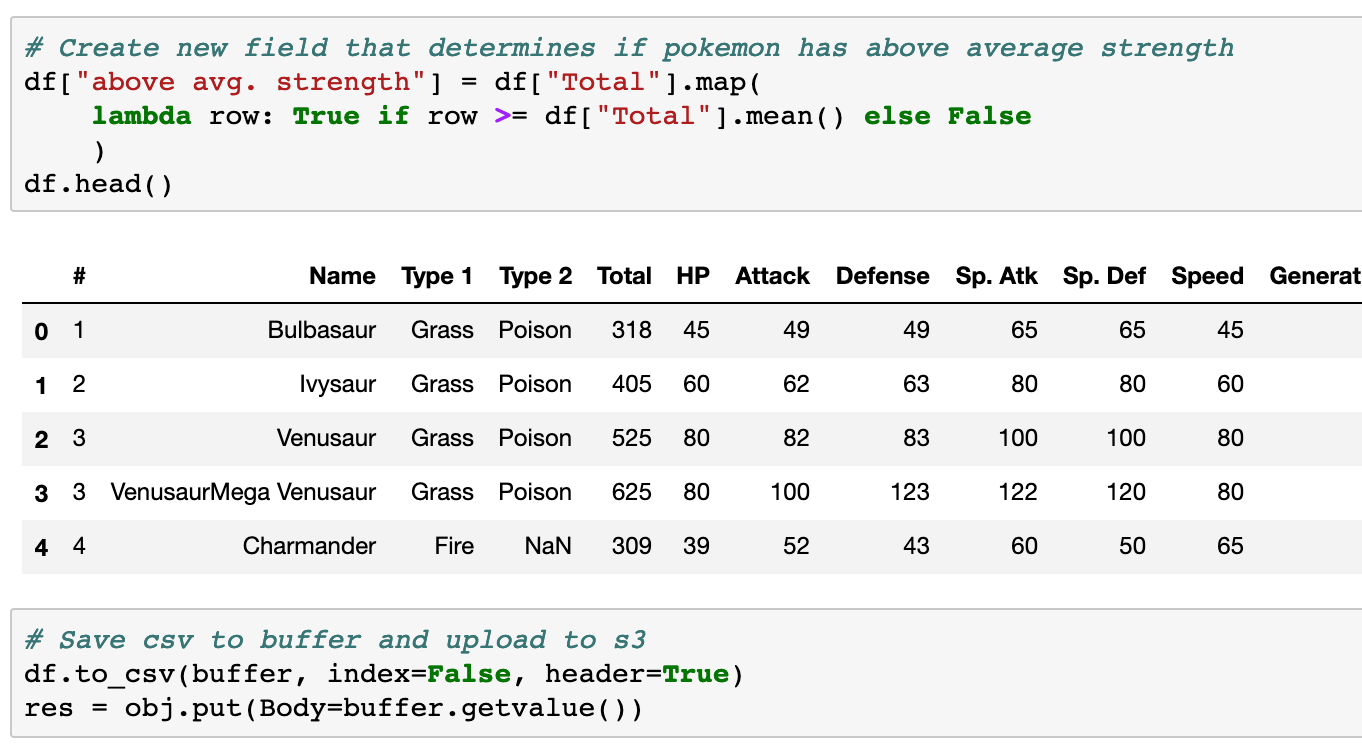 # Create new field that determines if pokemon has above average strength
df["above avg. strength"] = df["Total"].map(
    lambda row: True if row >= df["Total"].mean() else False
    )
df.head()
# Name Type 1 Type 2 Total HP Attack Defense Sp. Atk Sp. Def Speed Generat
0 1 Bulbasaur Grass Poison 318 45 49 49 65 65 45
1 2 Ivysaur Grass Poison 405 60 62 63 80 80 60
2 3 Venusaur Grass Poison 525 80 82 83 100 100 80
3 3 VenusaurMega Venusaur Grass Poison 625 80 100 123 122 120 80
4 4 Charmander Fire NaN 309 39 52 43 60 50 65
# Save csv to buffer and upload to s3
df.to_csv(buffer, index=False, header=True)
res = obj.put(Body=buffer.getvalue())